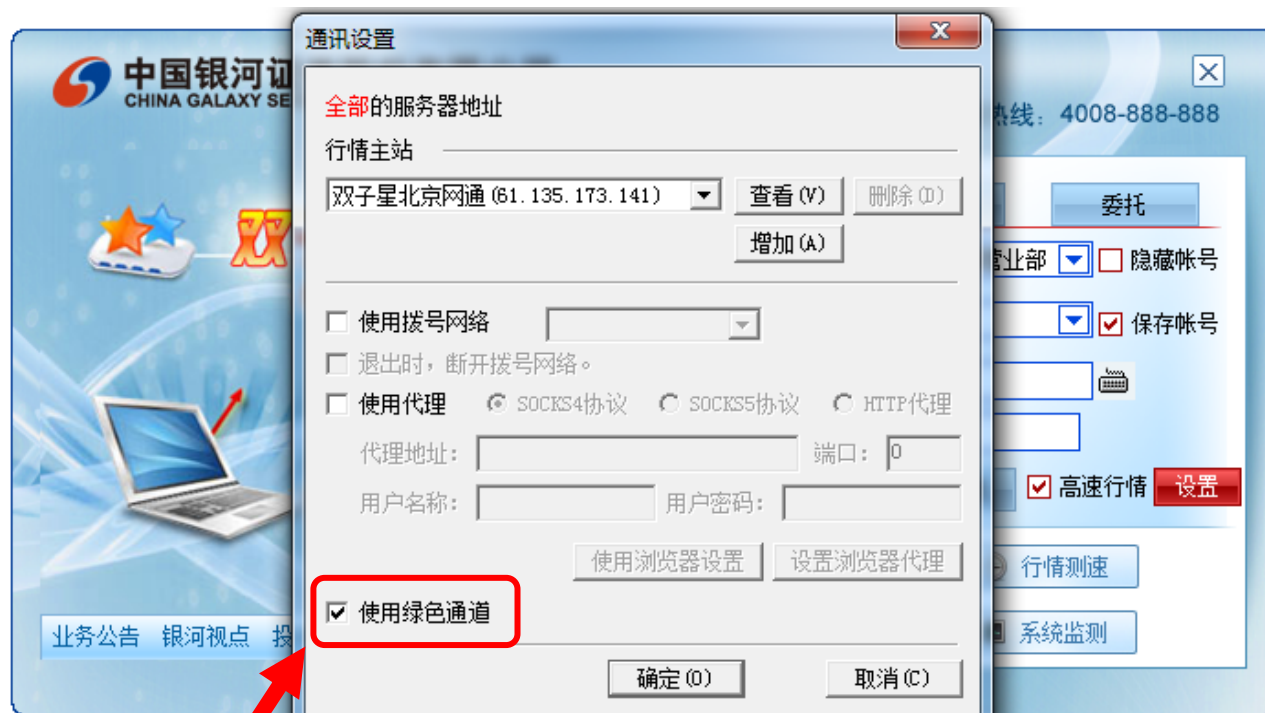 通讯设置
中国银河证
CHINA GALAXY SE
热线：4008-888-888
全部的服务器地址
行情主站
双子星北京网通(61.135.173.141)
查看(V)
删除(D)
增加(A)
委托
双
营业部
隐藏帐号
使用拨号网络
保存帐号
退出时，断开拨号网络。
使用代理
SOCKS4协议
SOCKS5协议
HTTP代理
代理地址：
端口：
0
高速行情
设置
用户名称：
用户密码：
使用浏览器设置
设置浏览器代理
行情测速
使用绿色通道
业务公告 银河视点 投
系统监测
确定(O)
取消(C)